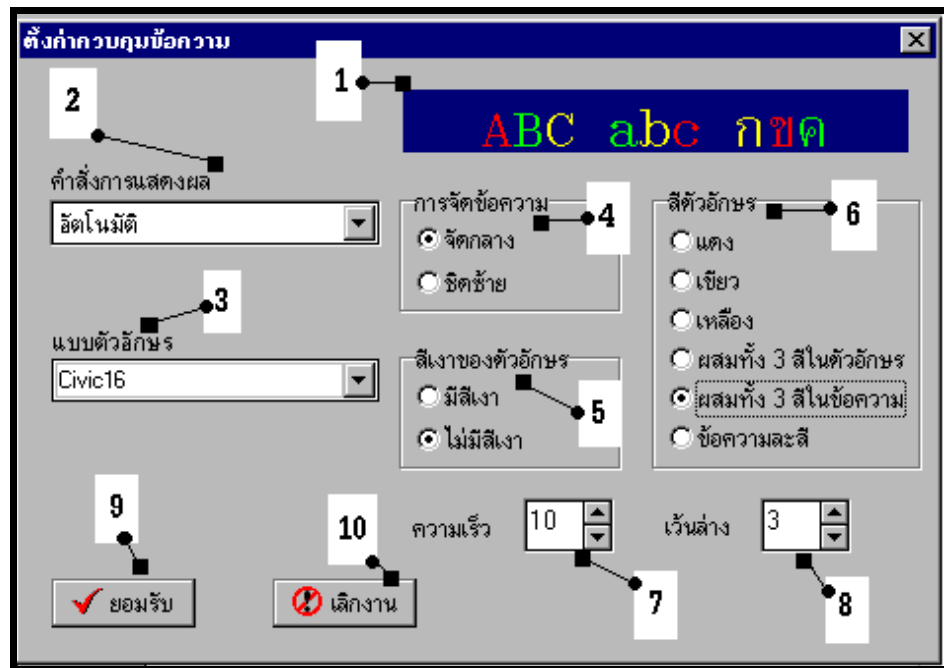 ตั้งค่าควบคุมข้อความ
1
2
ABC abc กขค
คำสั่งการแสดงผล
อัตโนมัติ
การจัดข้อความ
4
จัดกลาง
ชิดซ้าย
สีตัวอักษร
6
แดง
เขียว
เหลือง
ผสมทั้ง 3 สีในตัวอักษร
ผสมทั้ง 3 สีในข้อความ
ข้อความละสี
3
แบบตัวอักษร
Civic16
สีเงาของตัวอักษร
มีสีเงา
5
ไม่มีสีเงา
9
10
ความเร็ว
10
เว้นล่าง
3
7
8
ยอมรับ
เลิกงาน